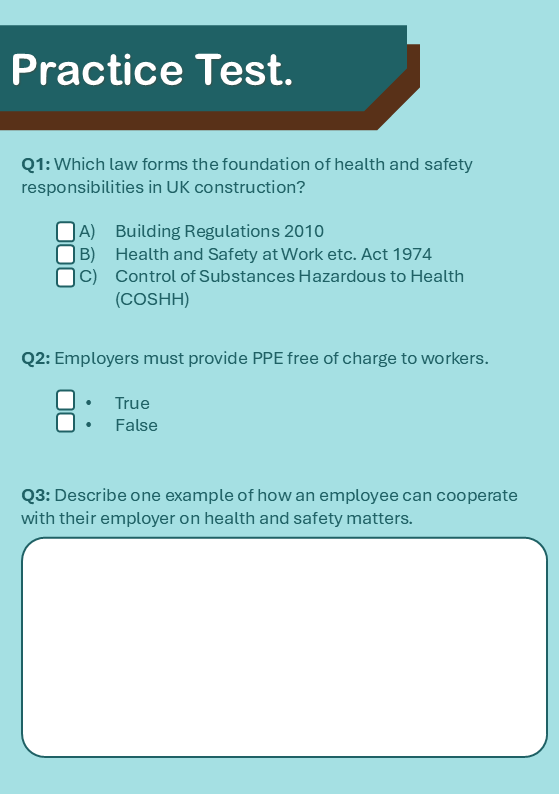 Practice Test.
Q1: Which law forms the foundation of health and safety
responsibilities in UK construction?
A) Building Regulations 2010
B) Health and Safety at Work etc. Act 1974
C) Control of Substances Hazardous to Health
(COSHH)
Q2: Employers must provide PPE free of charge to workers.
• True
• False
Q3: Describe one example of how an employee can cooperate
with their employer on health and safety matters.